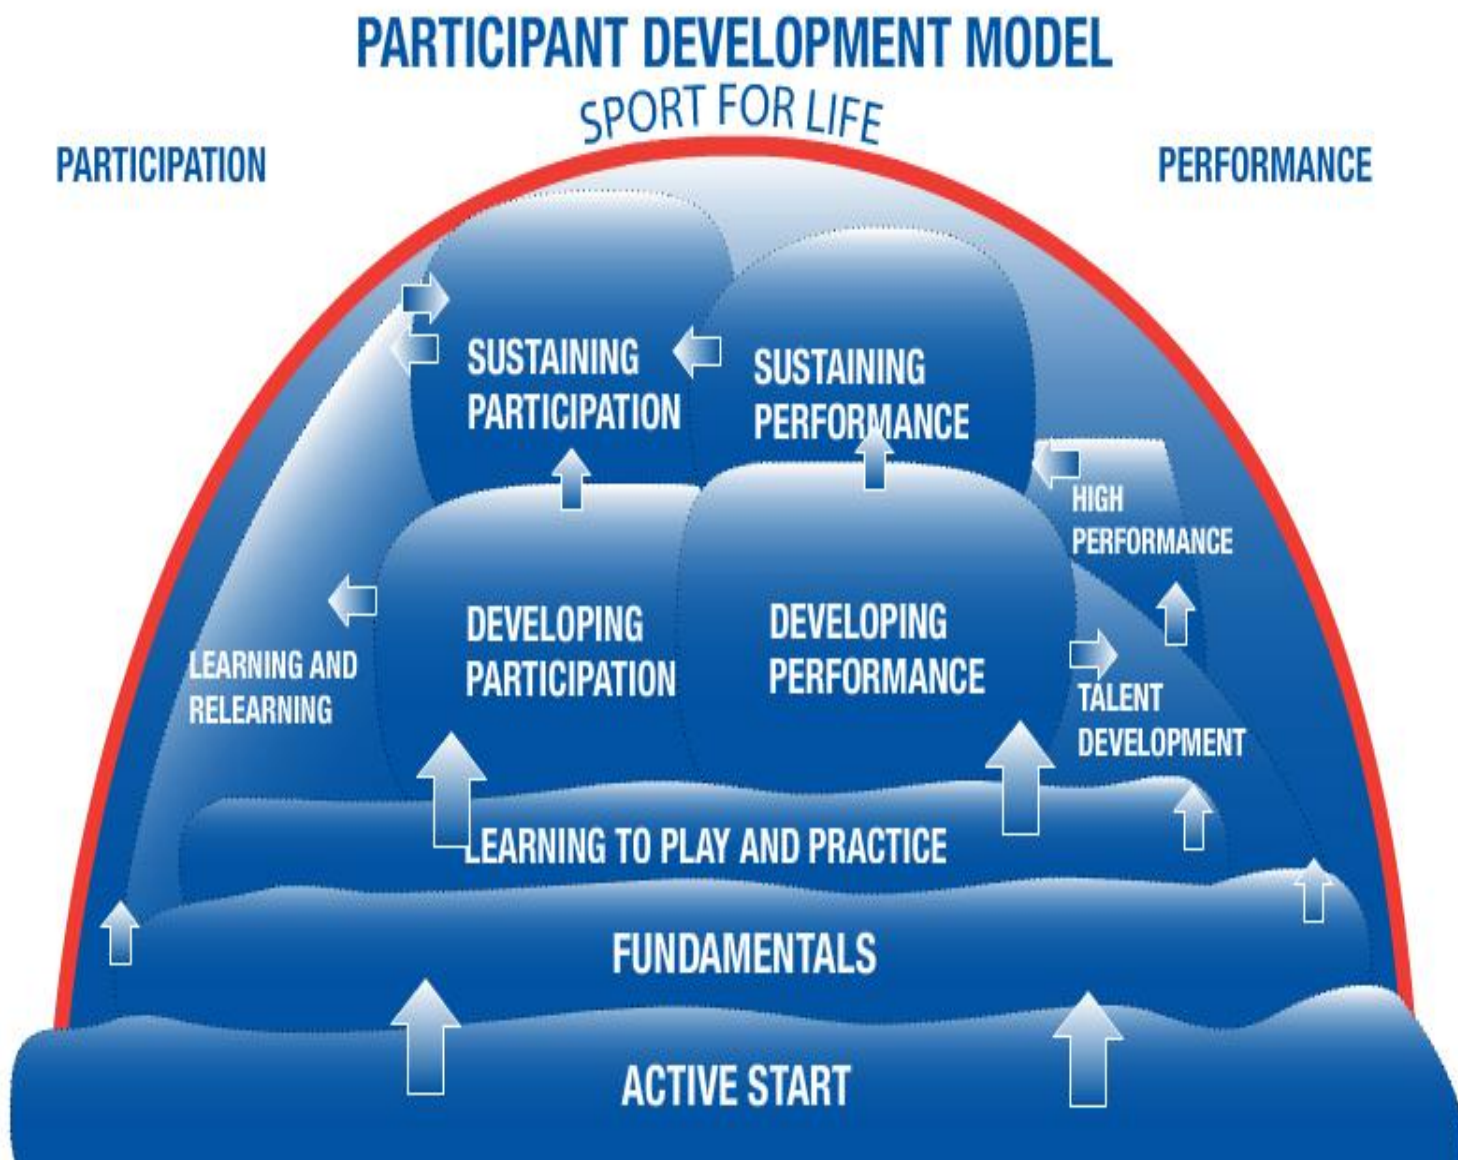 PARTICIPANT DEVELOPMENT MODEL
SPORT FOR LIFE
PARTICIPATION
PERFORMANCE
SUSTAINING
PARTICIPATION
SUSTAINING
PERFORMANCE
HIGH
PERFORMANCE
DEVELOPING
PARTICIPATION
DEVELOPING
PERFORMANCE
LEARNING AND
RELEARNING
TALENT
DEVELOPMENT
LEARNING TO PLAY AND PRACTICE
FUNDAMENTALS
ACTIVE START